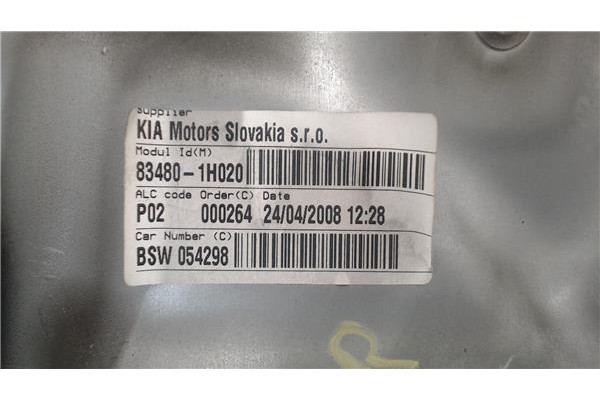 Supplier
KIA Motors Slovakia s.r.o.
Modul Id(M)
83480-1H020
ALC code Order(C) Date
P02 000264 24/04/2008 12:28
Car Number (C)
BSW 054298